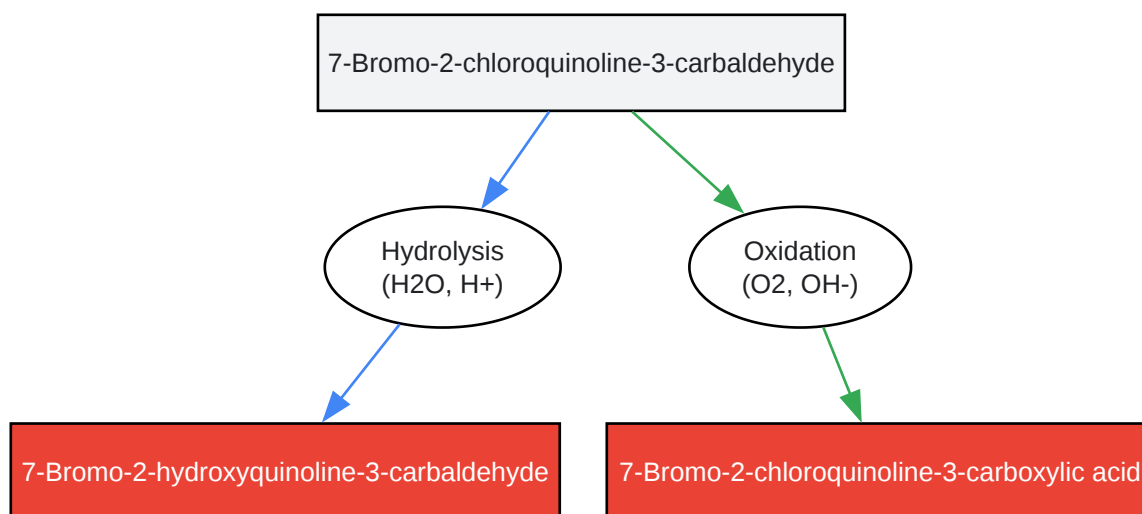 7-Bromo-2-chloroquinoline-3-carbaldehyde
Hydrolysis
(H2O, H+)
Oxidation
(O2, OH-)
7-Bromo-2-hydroxyquinoline-3-carbaldehyde
7-Bromo-2-chloroquinoline-3-carboxylic acid